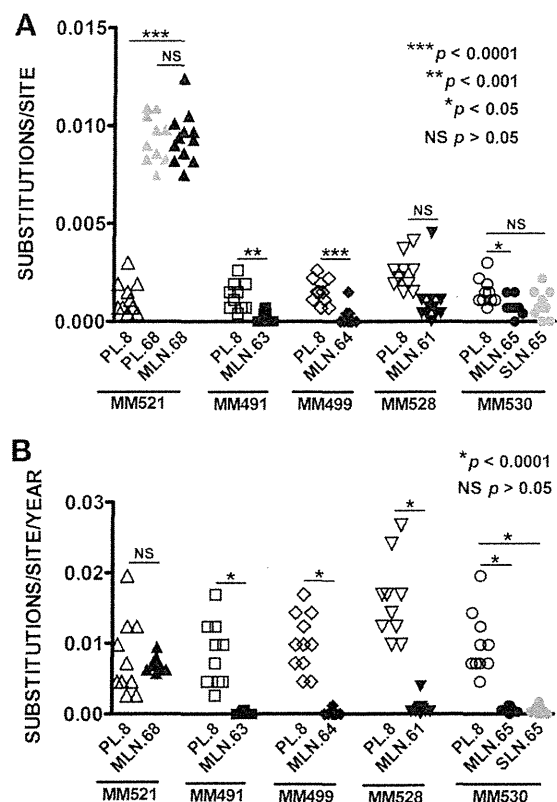 A
SUBSTITUTIONS/SITE
0.015
0.010
0.005
0.000
***
NS
**
***
NS
NS
*
***p < 0.0001
**p < 0.001
*p < 0.05
NS p > 0.05
PL.8 PL.68 MLN.68 PL.8 MLN.63 PL.8 MLN.64 PL.8 MLN.61 PL.8 MLN.65 SLN.65
MM521 MM491 MM499 MM528 MM530
B
SUBSTITUTIONS/SITE/YEAR
0.03
0.02
0.01
0.00
NS
*
*
*
*
*
*p < 0.0001
NS p > 0.05
PL.8 MLN.68 PL.8 MLN.63 PL.8 MLN.64 PL.8 MLN.61 PL.8 MLN.65 SLN.65
MM521 MM491 MM499 MM528 MM530